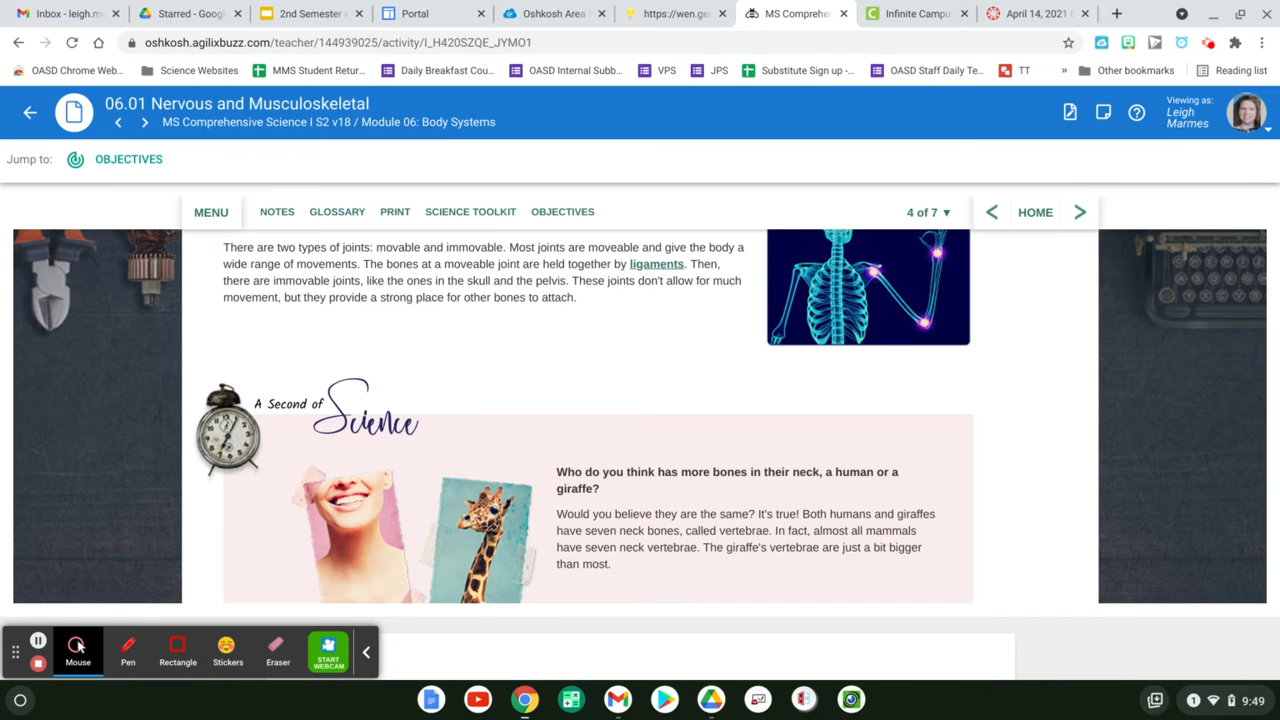 Inbox - leigh.m
Starred - Googl
2nd Semester e
Portal
Oshkosh Area
https://wen.ge
MS Comprehe
Infinite Campu
April 14, 2021
oshkosh.agilixbuzz.com/teacher/144939025/activity/I_H420SZQE_JYMO1
OASD Chrome Web...
Science Websites
MMS Student Retur...
Daily Breakfast Cou...
OASD Internal Subb...
VPS
JPS
Substitute Sign up -...
OASD Staff Daily Te...
TT
»
Other bookmarks
Reading list
06.01 Nervous and Musculoskeletal
MS Comprehensive Science I S2 v18 / Module 06: Body Systems
Viewing as:
Leigh
Marmes
Jump to:
OBJECTIVES
MENU
NOTES
GLOSSARY
PRINT
SCIENCE TOOLKIT
OBJECTIVES
4 of 7 ▼
HOME
There are two types of joints: movable and immovable. Most joints are moveable and give the body a
wide range of movements. The bones at a moveable joint are held together by ligaments. Then,
there are immovable joints, like the ones in the skull and the pelvis. These joints don't allow for much
movement, but they provide a strong place for other bones to attach.
A Second of
Science
Who do you think has more bones in their neck, a human or a
giraffe?
Would you believe they are the same? It's true! Both humans and giraffes
have seven neck bones, called vertebrae. In fact, almost all mammals
have seven neck vertebrae. The giraffe's vertebrae are just a bit bigger
than most.
Mouse
Pen
Rectangle
Stickers
Eraser
START
WEBCAM
1
9:49